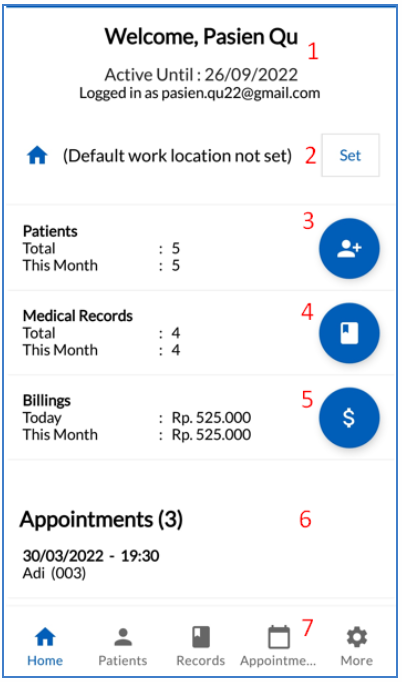 Welcome, Pasien Qu
1
Active Until : 26/09/2022
Logged in as pasien.qu22@gmail.com
(Default work location not set) 2 Set
3
Patients
Total : 5
This Month : 5
4
Medical Records
Total : 4
This Month : 4
5
Billings
Today : Rp. 525.000
This Month : Rp. 525.000
Appointments (3) 6
30/03/2022 - 19:30
Adi (003)
7
Home Patients Records Appointme... More